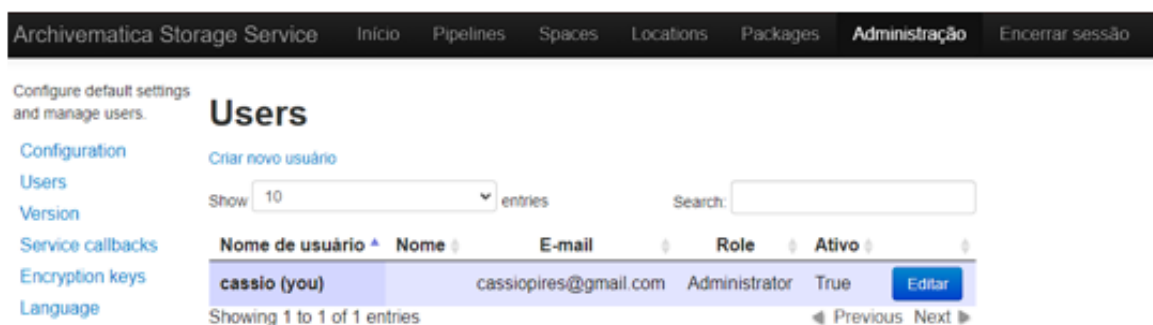 Archivematica Storage Service Início Pipelines Spaces Locations Packages Administração Encerrar sessão
Configure default settings
and manage users.
Configuration
Users
Version
Service callbacks
Encryption keys
Language
Users
Criar novo usuário
Show 10 entries Search:
Nome de usuário Nome E-mail Role Ativo
cassio (you) cassiopires@gmail.com Administrator True Editar
Showing 1 to 1 of 1 entries Previous Next